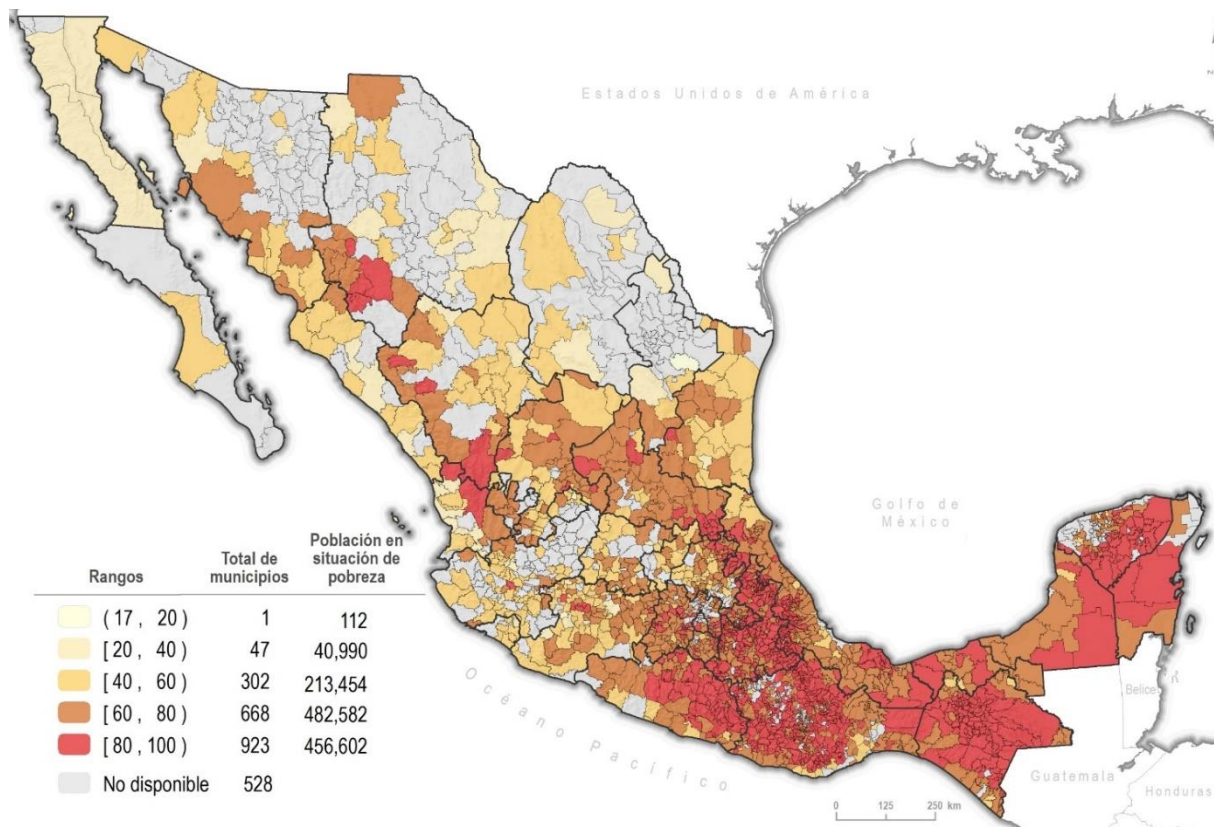 Estados Unidos de América
Golfo de
México
Océano Pacífico
Belice
Guatemala
Honduras
0 125 250 km
Rangos Total de municipios Población en situación de pobreza
(17 , 20) 1 112
[20 , 40) 47 40,990
[40 , 60) 302 213,454
[60 , 80) 668 482,582
[80 , 100) 923 456,602
No disponible 528